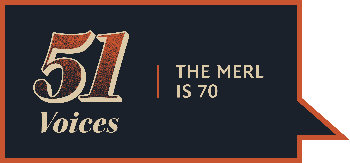 51
Voices
THE MERL
IS 70